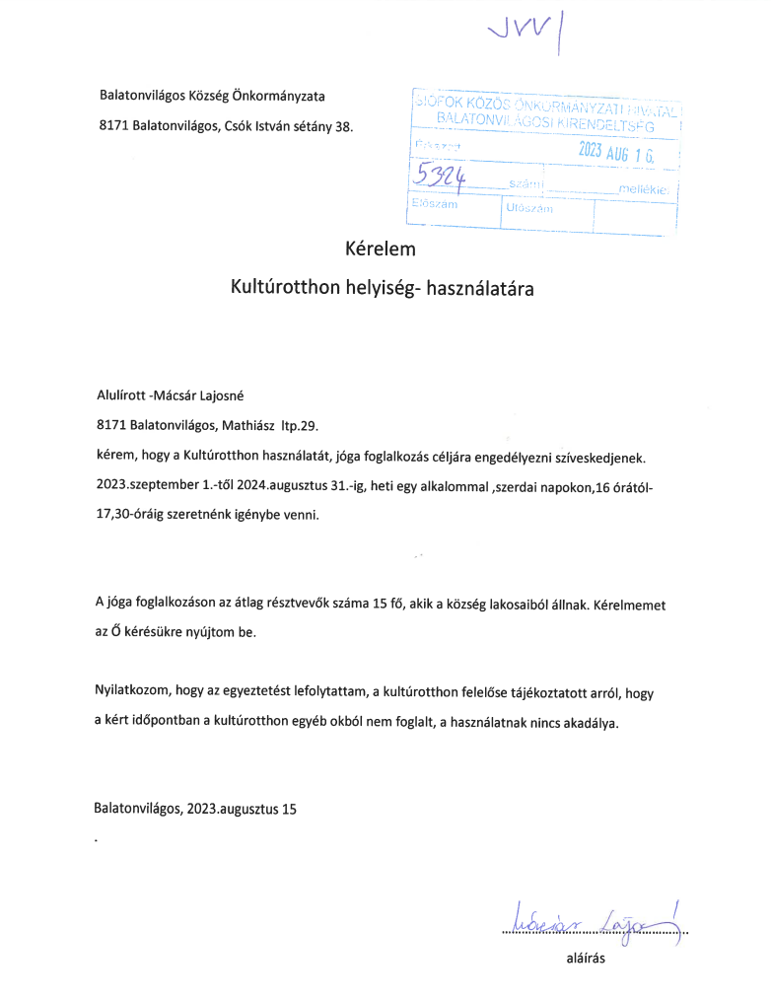 Balatonvilágos Község Önkormányzata
8171 Balatonvilágos, Csók István sétány 38.
SIÓFOK KÖZÖS ÖNKORMÁNYZATI HIVATAL
BALATONVILÁGOSI KIRENDELTSÉG
2023 AUG 16.
5324 számú mellékle
Előszám Utószám
Kérelem
Kultúrotthon helyiség- használatára
Alulírott -Mácsár Lajosné
8171 Balatonvilágos, Mathiász ltp.29.
kérem, hogy a Kultúrotthon használatát, jóga foglalkozás céljára engedélyezni szíveskedjenek.
2023.szeptember 1.-től 2024.augusztus 31.-ig, heti egy alkalommal ,szerdai napokon,16 órától-
17,30-óráig szeretnénk igénybe venni.
A jóga foglalkozáson az átlag résztvevők száma 15 fő, akik a község lakosaiból állnak. Kérelmemet
az Ő kérésükre nyújtom be.
Nyilatkozom, hogy az egyeztetést lefolytattam, a kultúrotthon felelőse tájékoztatott arról, hogy
a kért időpontban a kultúrotthon egyéb okból nem foglalt, a használatnak nincs akadálya.
Balatonvilágos, 2023.augusztus 15
.
Mácsár Lajosné
aláírás